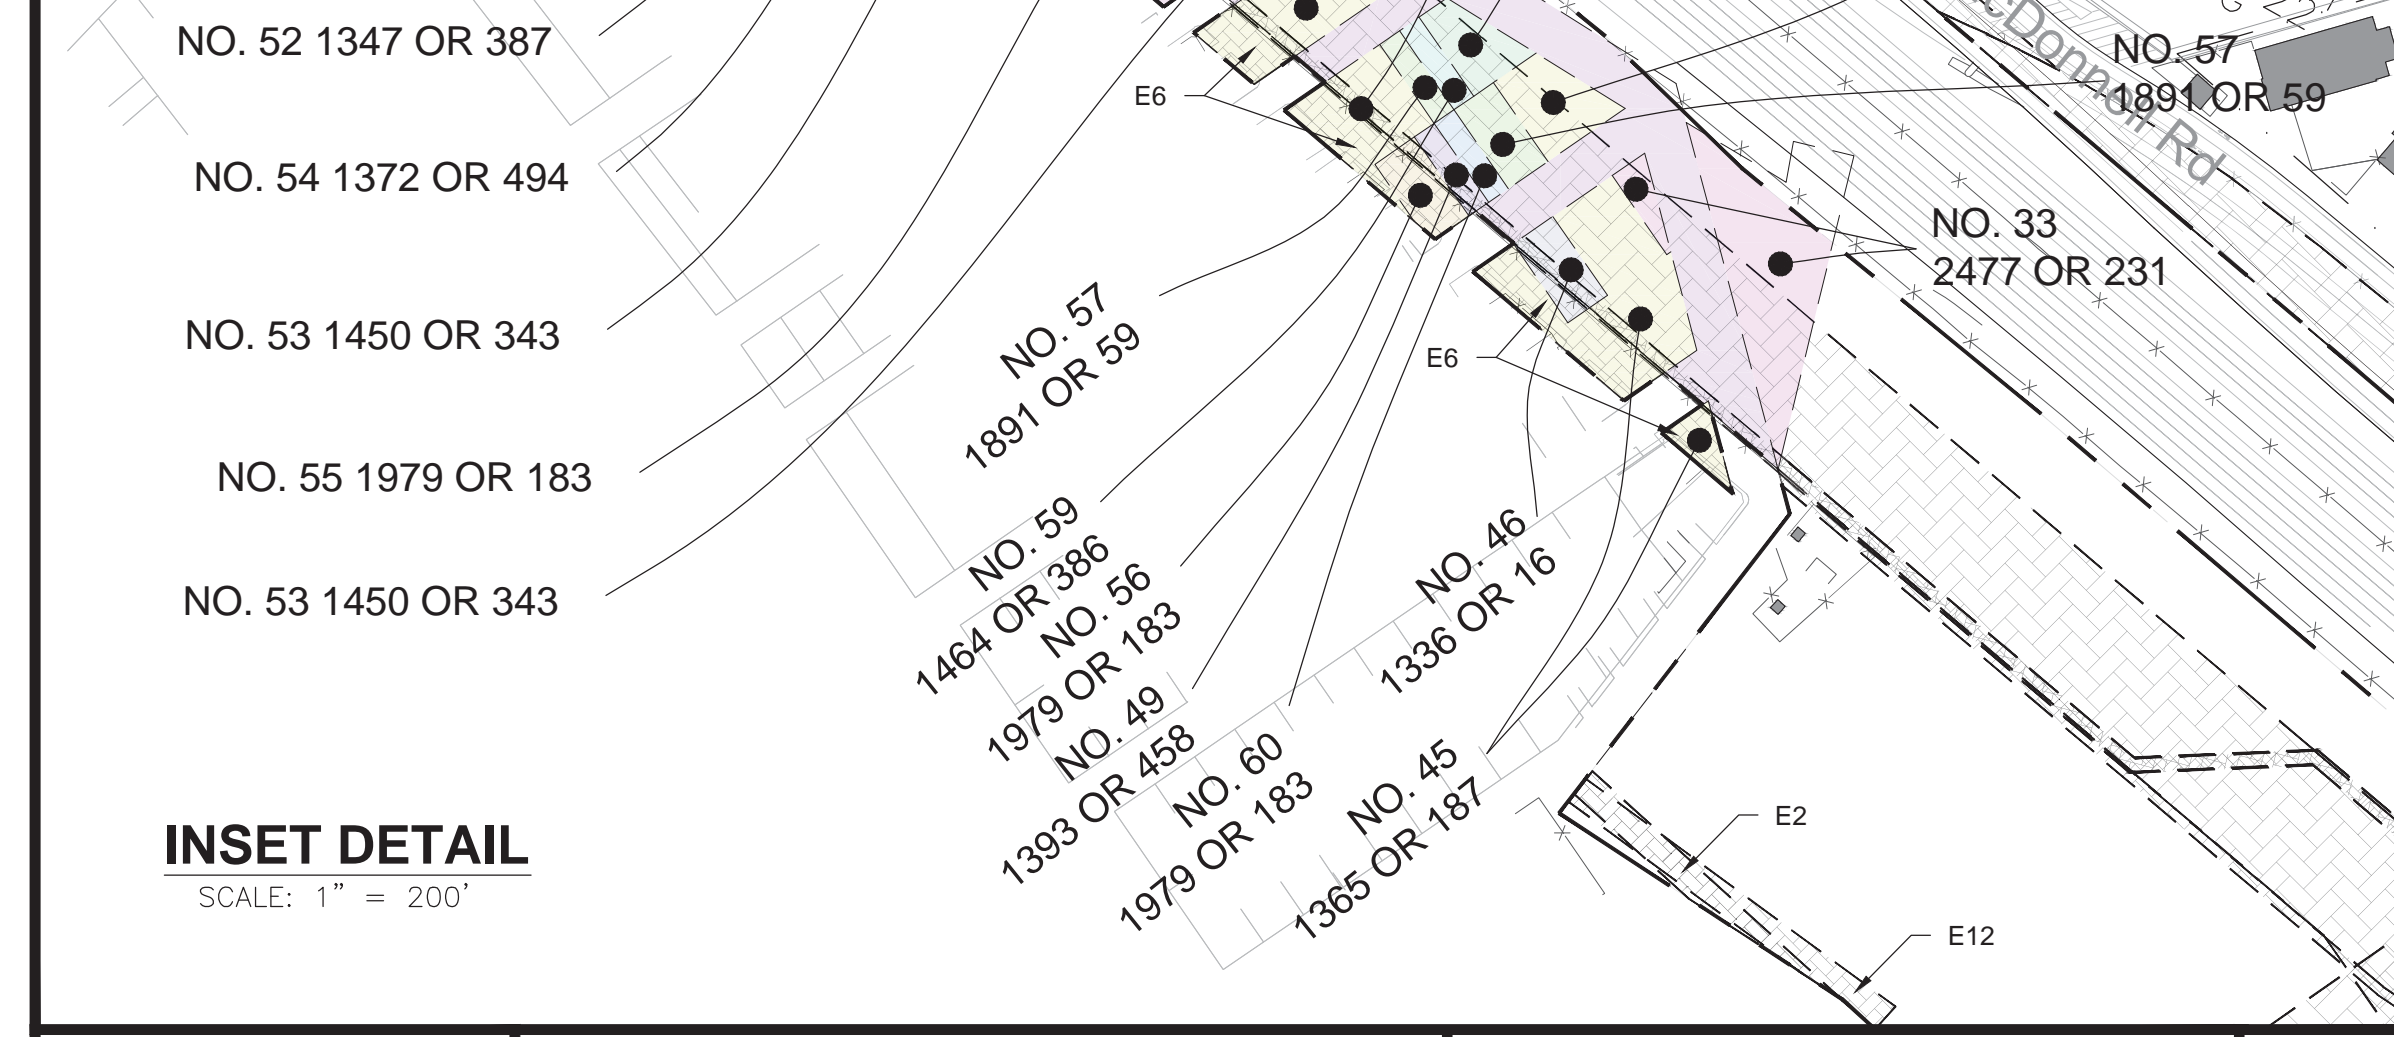 NO. 52 1347 OR 387
NO. 54 1372 OR 494
NO. 53 1450 OR 343
NO. 55 1979 OR 183
NO. 53 1450 OR 343
INSET DETAIL
SCALE: 1” = 200’
E6
NO. 57
1891 OR 59
NO. 59
1464 OR 386
NO. 56
1979 OR 183
NO. 49
1393 OR 458
NO. 60
1979 OR 183
E6
NO. 46
1336 OR 16
NO. 45
1365 OR 187
McDonnell Rd
NO. 57
1891 OR 59
NO. 33
2477 OR 231
E2
E12